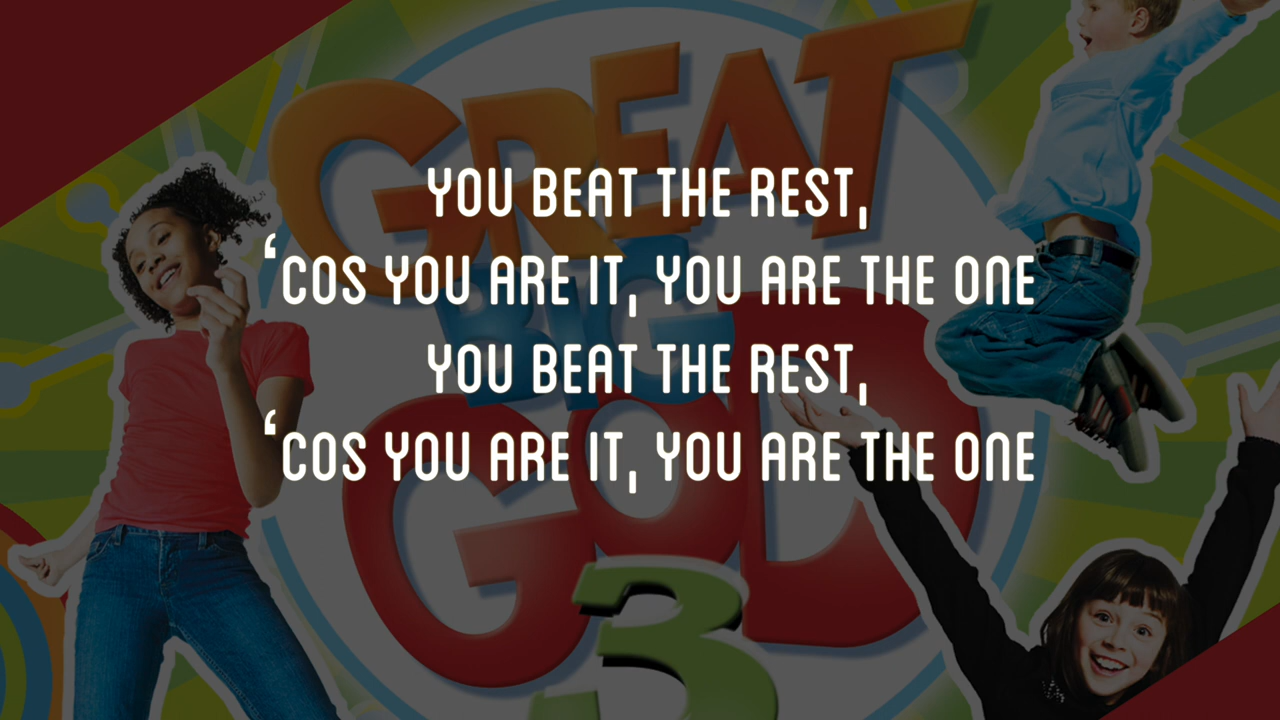 GREAT
BIG
GOD
3
YOU BEAT THE REST,
‘COS YOU ARE IT, YOU ARE THE ONE
YOU BEAT THE REST,
‘COS YOU ARE IT, YOU ARE THE ONE